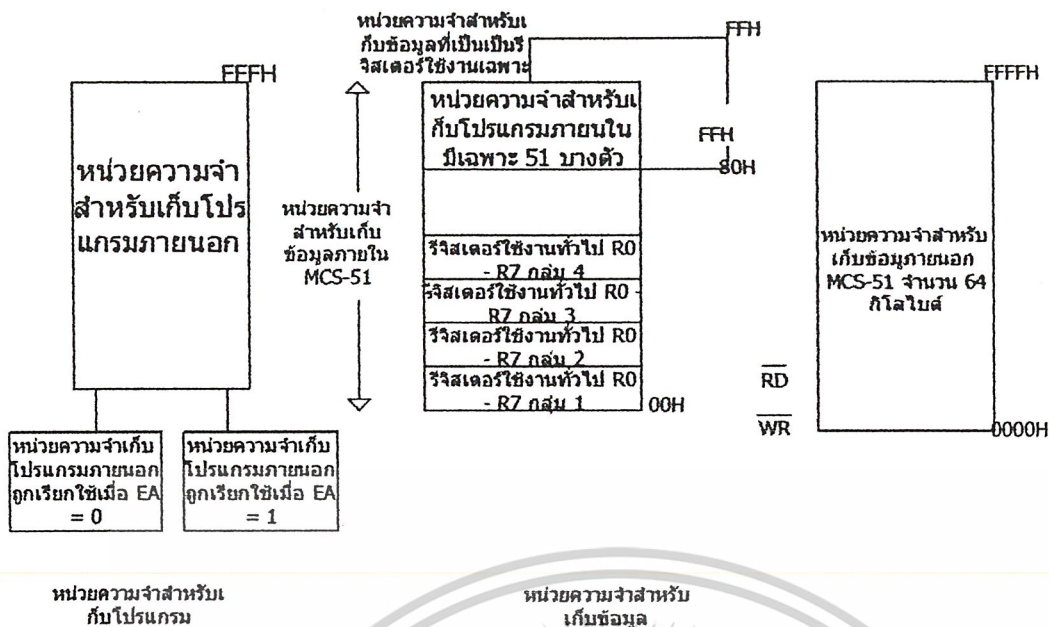 หน่วยความจำสำหรับเ
ก็บข้อมูลที่เป็นเป็นรี
จิสเตอร์ใช้งานเฉพาะ
FFH
FFFH
หน่วยความจำ
สำหรับเก็บโปร
แกรมภายนอก
หน่วยความจำ
สำหรับเก็บ
ข้อมูลภายใน
MCS-51
หน่วยความจำสำหรับเ
ก็บโปรแกรมภายนใน
มีเฉพาะ 51 บางตัว
FFH
80H
รีจิสเตอร์ใช้งานทั่วไป R0
- R7 กลุ่ม 4
รีจิสเตอร์ใช้งานทั่วไป R0 -
R7 กลุ่ม 3
รีจิสเตอร์ใช้งานทั่วไป R0
- R7 กลุ่ม 2
รีจิสเตอร์ใช้งานทั่วไป R0
- R7 กลุ่ม 1
00H
FFFFH
หน่วยความจำสำหรับ
เก็บข้อมูภายนอก
MCS-51 จำนวน 64
กิโลไบต์
RD
WR
0000H
หน่วยความจำเก็บ
โปรแกรมภายนอก
ถูกเรียกใช้เมื่อ EA
= 0
หน่วยความจำเก็บ
โปรแกรมภายนอก
ถูกเรียกใช้เมื่อ EA
= 1
หน่วยความจำสำหรับเ
ก็บโปรแกรม
หน่วยความจำสำหรับ
เก็บข้อมูล